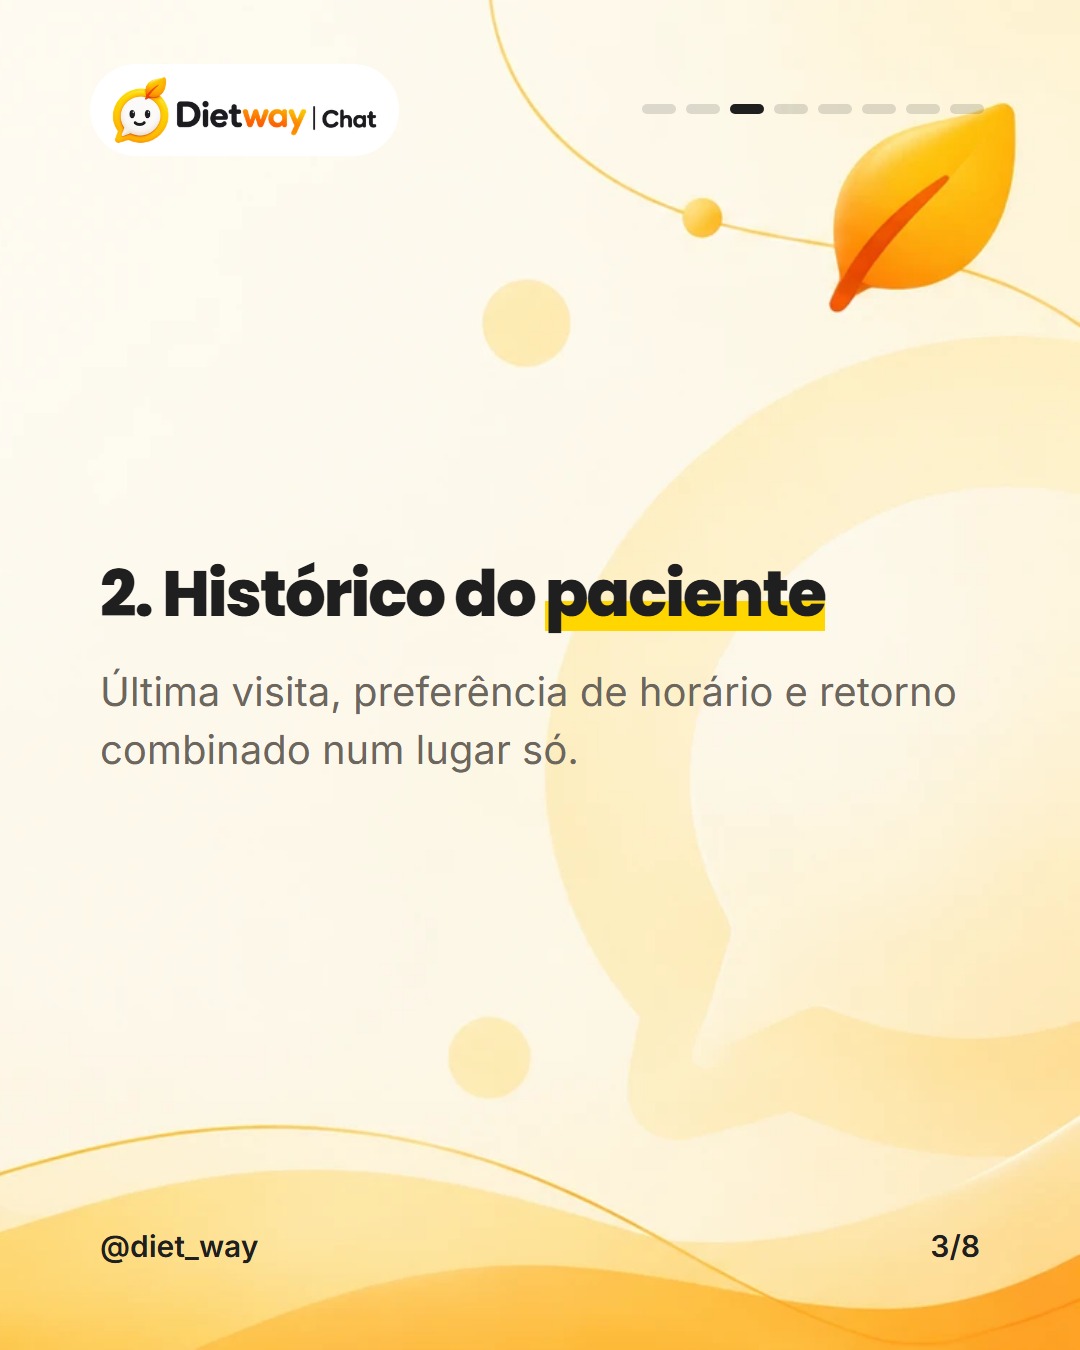 Dietway | Chat
2. Histórico do paciente
Última visita, preferência de horário e retorno
combinado num lugar só.
@diet_way
3/8